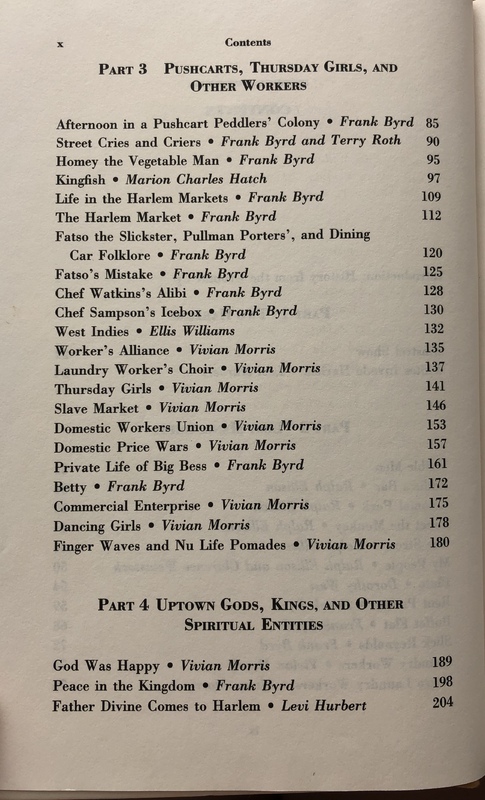 x Contents
PART 3 PUSHCARTS, THURSDAY GIRLS, AND
OTHER WORKERS
Afternoon in a Pushcart Peddlers' Colony • Frank Byrd 85
Street Cries and Criers • Frank Byrd and Terry Roth 90
Homey the Vegetable Man • Frank Byrd 95
Kingfish • Marion Charles Hatch 97
Life in the Harlem Markets • Frank Byrd 109
The Harlem Market • Frank Byrd 112
Fatso the Slickster, Pullman Porters', and Dining
Car Folklore • Frank Byrd 120
Fatso's Mistake • Frank Byrd 125
Chef Watkins's Alibi • Frank Byrd 128
Chef Sampson's Icebox • Frank Byrd 130
West Indies • Ellis Williams 132
Worker's Alliance • Vivian Morris 135
Laundry Worker's Choir • Vivian Morris 137
Thursday Girls • Vivian Morris 141
Slave Market • Vivian Morris 146
Domestic Workers Union • Vivian Morris 153
Domestic Price Wars • Vivian Morris 157
Private Life of Big Bess • Frank Byrd 161
Betty • Frank Byrd 172
Commercial Enterprise • Vivian Morris 175
Dancing Girls • Vivian Morris 178
Finger Waves and Nu Life Pomades • Vivian Morris 180
PART 4 UPTOWN GODS, KINGS, AND OTHER
SPIRITUAL ENTITIES
God Was Happy • Vivian Morris 189
Peace in the Kingdom • Frank Byrd 198
Father Divine Comes to Harlem • Levi Hurbert 204